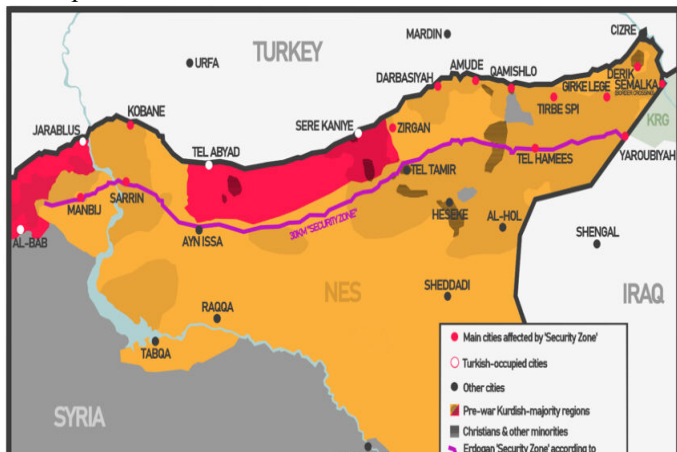 CIZRE
MARDIN
TURKEY
URFA
AMUDE
QAMISHLO
DERIK
DARBASIYAH
GIRKE LEGE
SEMALKA
(BORDER CROSSING)
TIRBE SPI
KOBANE
SERE KANIYE
ZIRGAN
KRG
JARABLUS
TEL ABYAD
TEL HAMEES
YAROUBIYAH
TEL TAMIR
SARRIN
MANBIJ
HESEKE
AL-HOL
AL-BAB
AYN ISSA
30KM "SECURITY ZONE"
SHENGAL
NES
SHEDDADI
IRAQ
RAQQA
TABQA
SYRIA
Main cities affected by 'Security Zone'
Turkish-occupied cities
Other cities
Pre-war Kurdish-majority regions
Christians & other minorities
Erdogan 'Security Zone' according to